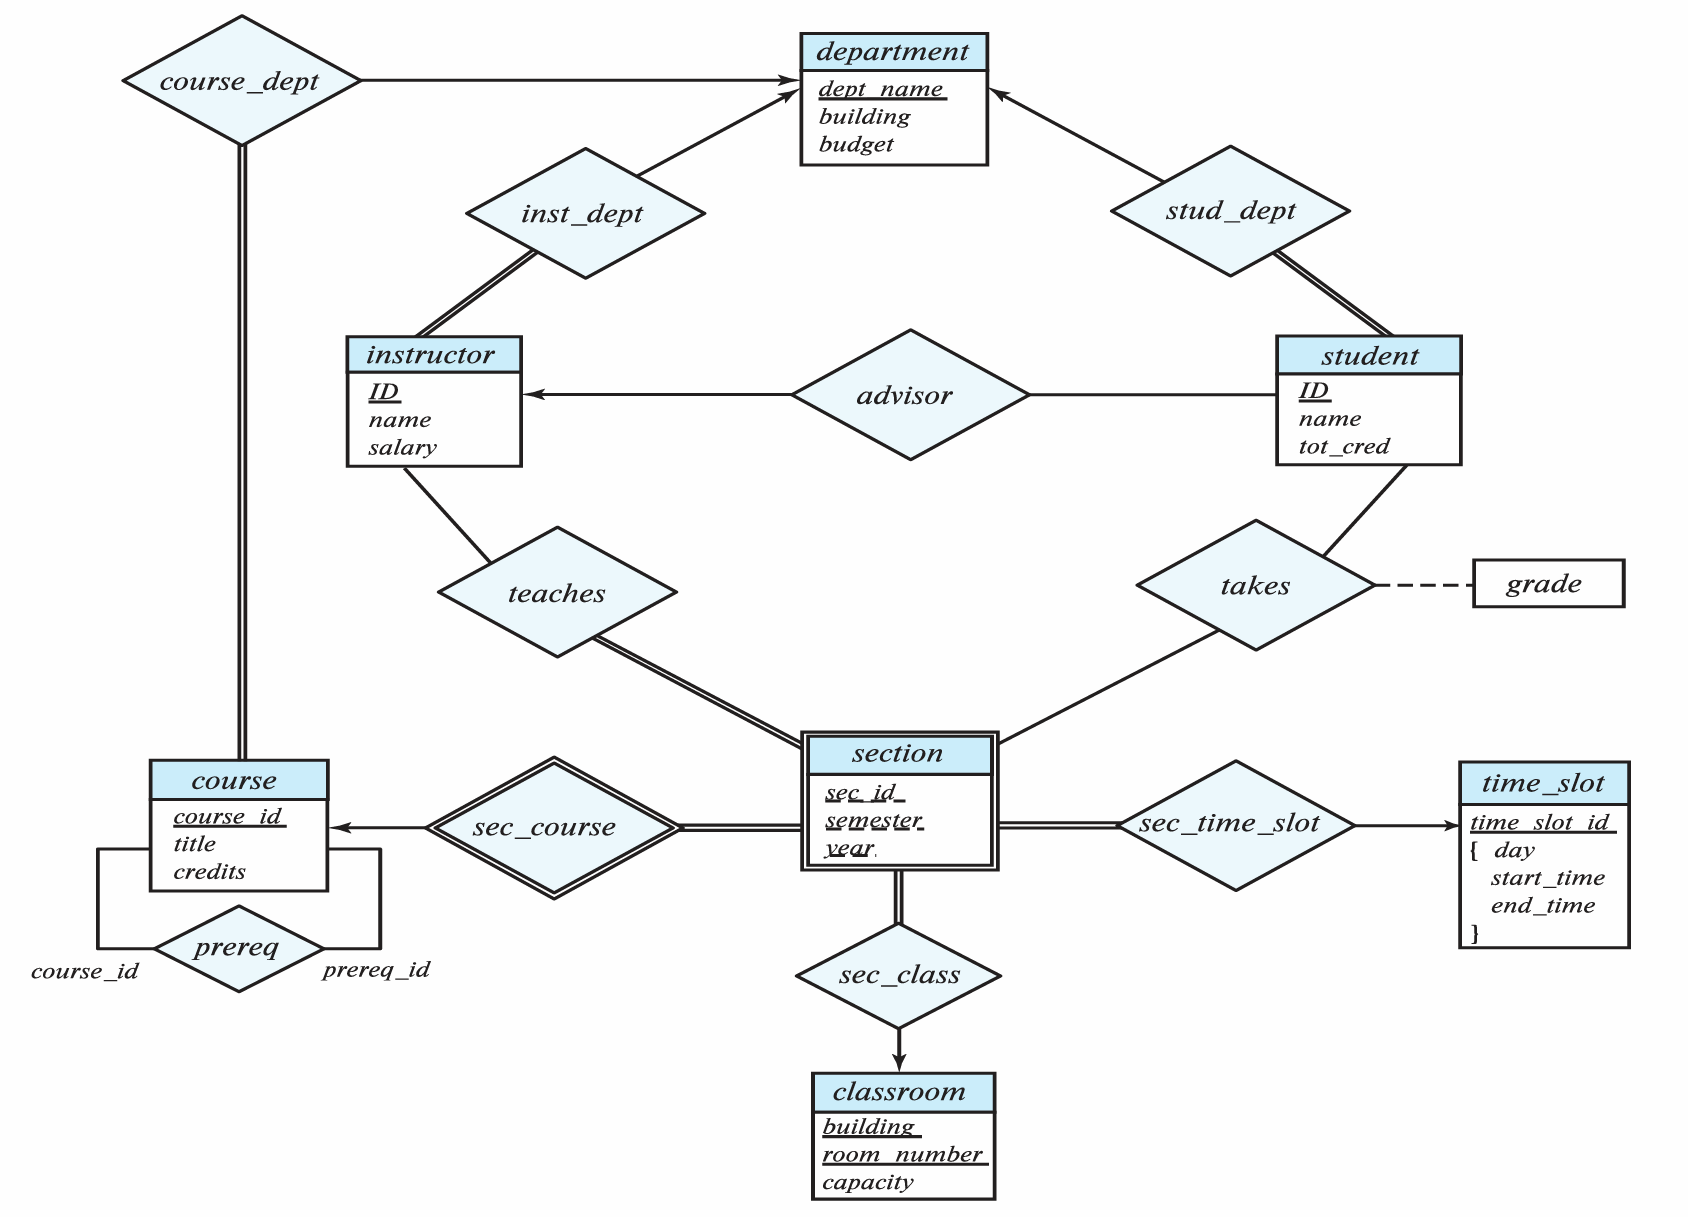 course_dept
department
dept_name
building
budget
inst_dept
stud_dept
instructor
ID
name
salary
advisor
student
ID
name
tot_cred
teaches
takes
grade
course
course_id
title
credits
sec_course
section
sec_id
semester
year
sec_time_slot
time_slot
time_slot_id
{ day
start_time
end_time
}
prereq
course_id
prereq_id
sec_class
classroom
building
room_number
capacity